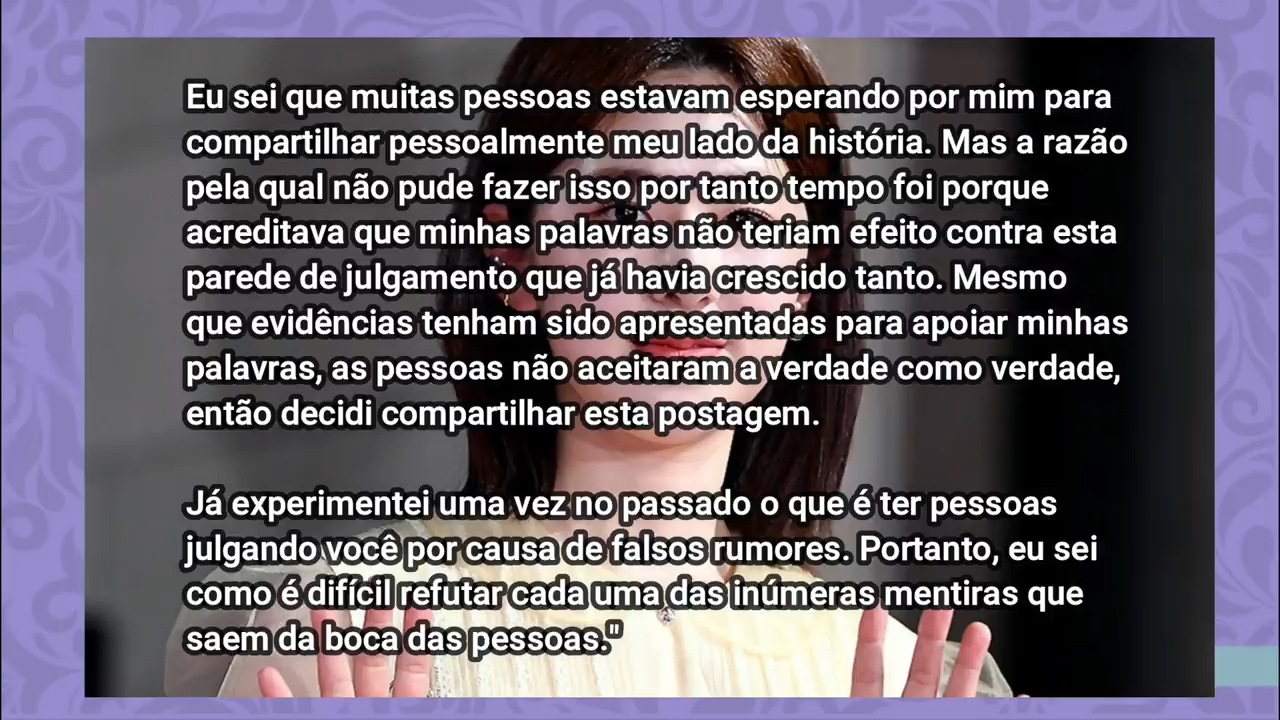 Eu sei que muitas pessoas estavam esperando por mim para
compartilhar pessoalmente meu lado da história. Mas a razão
pela qual não pude fazer isso por tanto tempo foi porque
acreditava que minhas palavras não teriam efeito contra esta
parede de julgamento que já havia crescido tanto. Mesmo
que evidências tenham sido apresentadas para apoiar minhas
palavras, as pessoas não aceitaram a verdade como verdade,
então decidi compartilhar esta postagem.
Já experimentei uma vez no passado o que é ter pessoas
julgando você por causa de falsos rumores. Portanto, eu sei
como é difícil refutar cada uma das inúmeras mentiras que
saem da boca das pessoas."